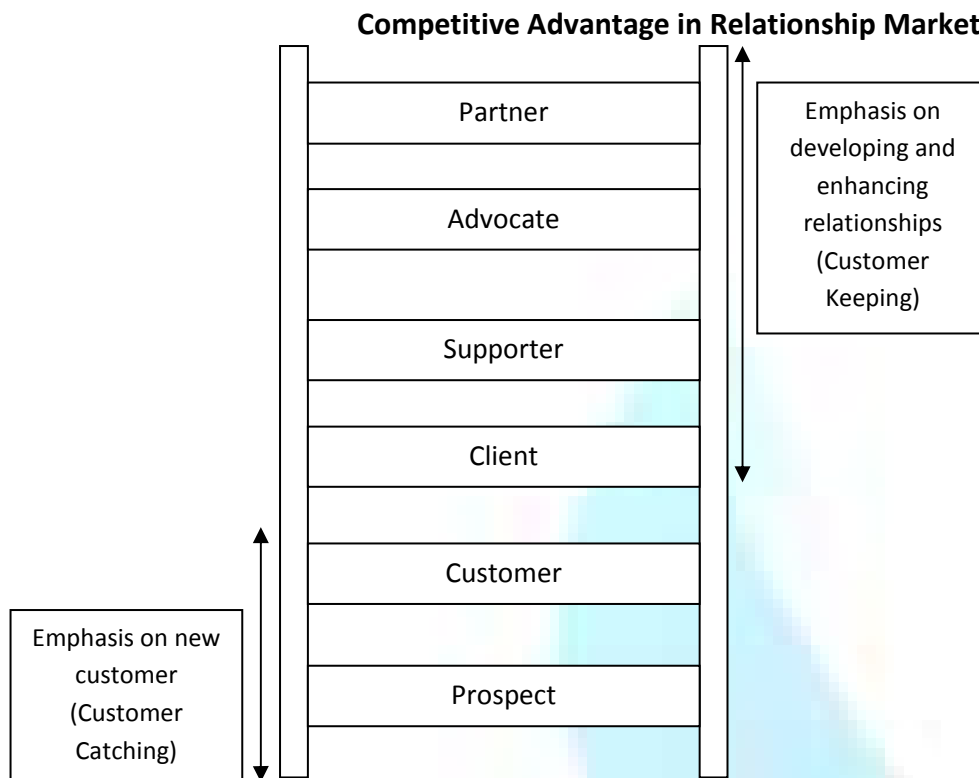 Competitive Advantage in Relationship Market
Partner
Emphasis on
developing and
enhancing
relationships
(Customer
Keeping)
Advocate
Supporter
Client
Customer
Emphasis on new
customer
(Customer
Catching)
Prospect